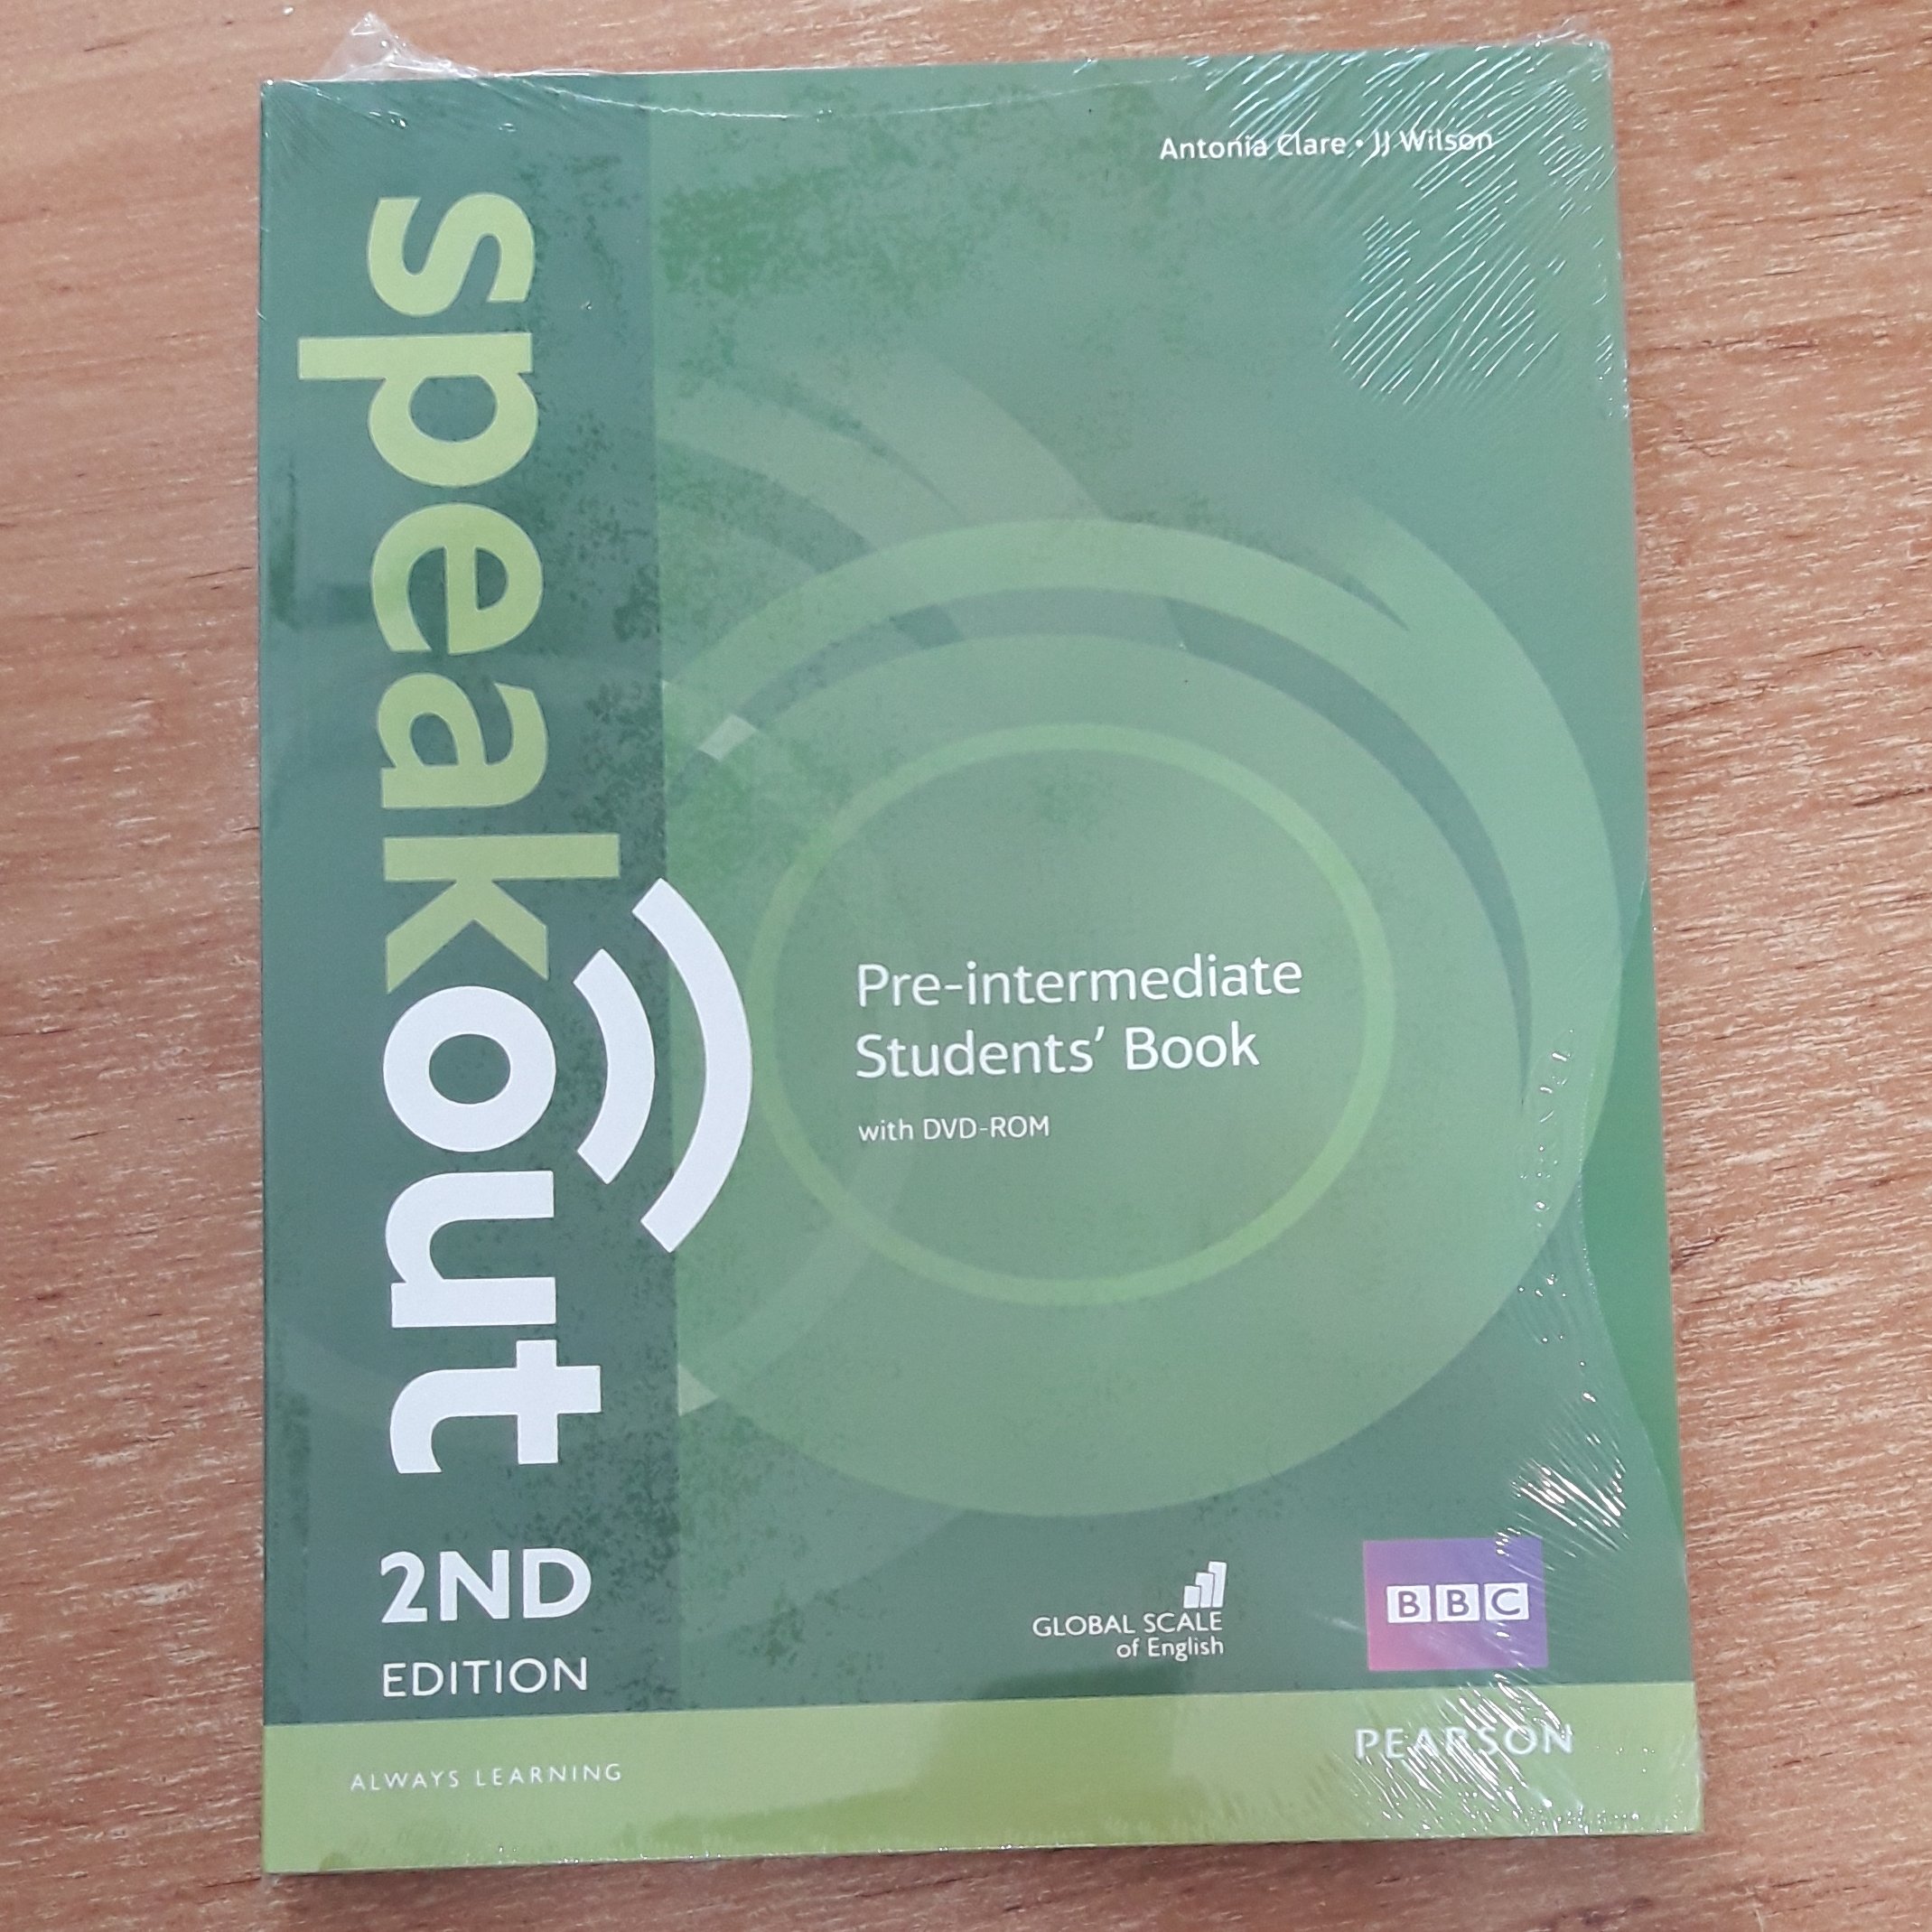 Antonia Clare • JJ Wilson
speakout
Pre-intermediate
Students’ Book
with DVD-ROM
2ND
EDITION
GLOBAL SCALE
of English
BBC
PEARSON
ALWAYS LEARNING